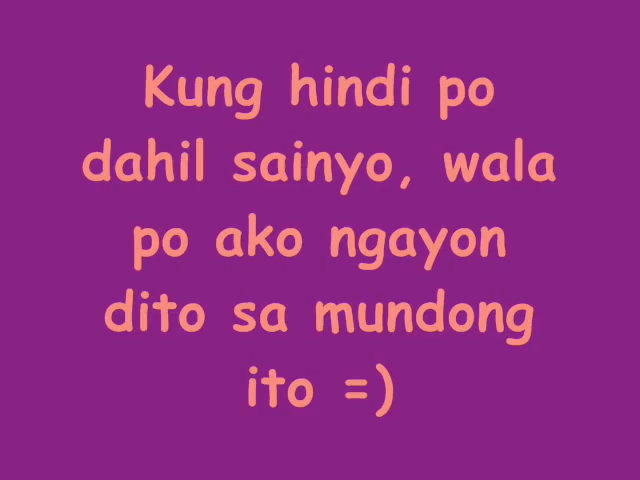 Kung hindi po
dahil sainyo, wala
po ako ngayon
dito sa mundong
ito =)